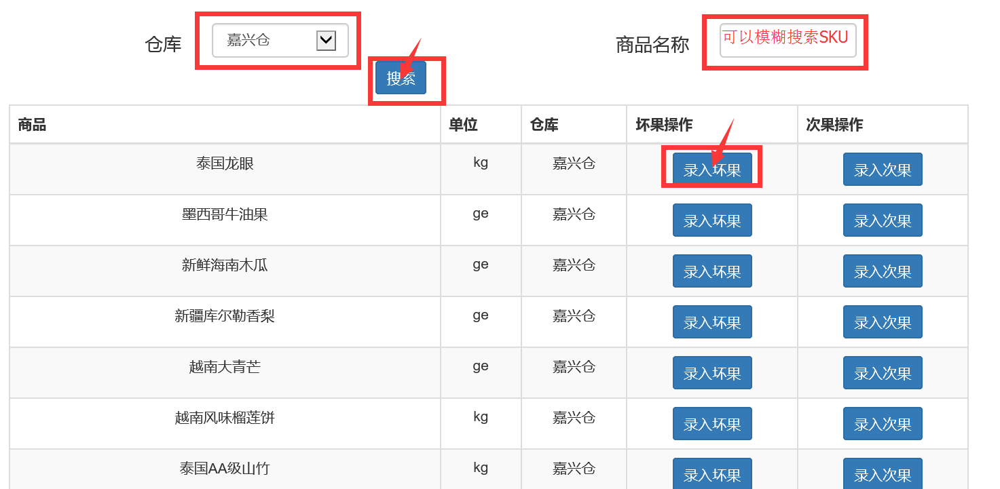 仓库 嘉兴仓 商品名称 可以模糊搜索SKU
搜索
商品 单位 仓库 坏果操作 次果操作
泰国龙眼 kg 嘉兴仓 录入坏果 录入次果
墨西哥牛油果 ge 嘉兴仓 录入坏果 录入次果
新鲜海南木瓜 ge 嘉兴仓 录入坏果 录入次果
新疆库尔勒香梨 ge 嘉兴仓 录入坏果 录入次果
越南大青芒 ge 嘉兴仓 录入坏果 录入次果
越南风味榴莲饼 kg 嘉兴仓 录入坏果 录入次果
泰国AA级山竹 kg 嘉兴仓 录入坏果 录入次果